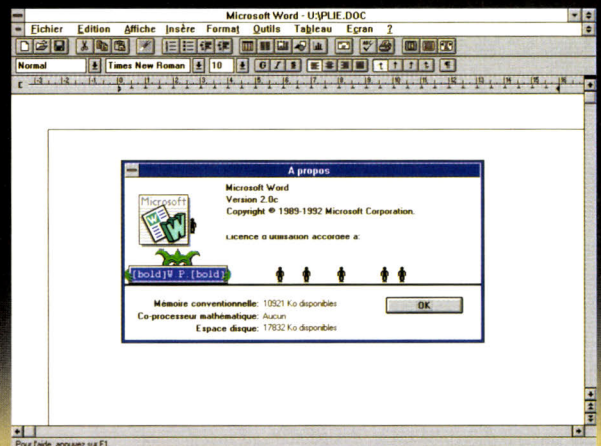 Microsoft Word - U:\PLIE.DOC
Fichier Edition Affiche Insère Format Outils Tableau Ecran ?
Normal Times New Roman 10 G I S
A propos
Microsoft
Microsoft Word
Version 2.0c
Copyright © 1989-1992 Microsoft Corporation.
Licence d'utilisation accordée à:
[bold]W P.[bold]
Mémoire conventionnelle: 10921 Ko disponibles
Co-processeur mathématique: Aucun
Espace disque: 17832 Ko disponibles
OK
Pour l'aide, appuyez sur F1